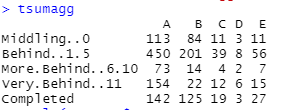 > tsumagg
A B C D E
Middling..0 113 84 11 3 11
Behind..1.5 450 201 39 8 56
More.Behind..6.10 73 14 4 2 7
Very.Behind..11 154 22 12 6 15
Completed 142 125 19 3 27